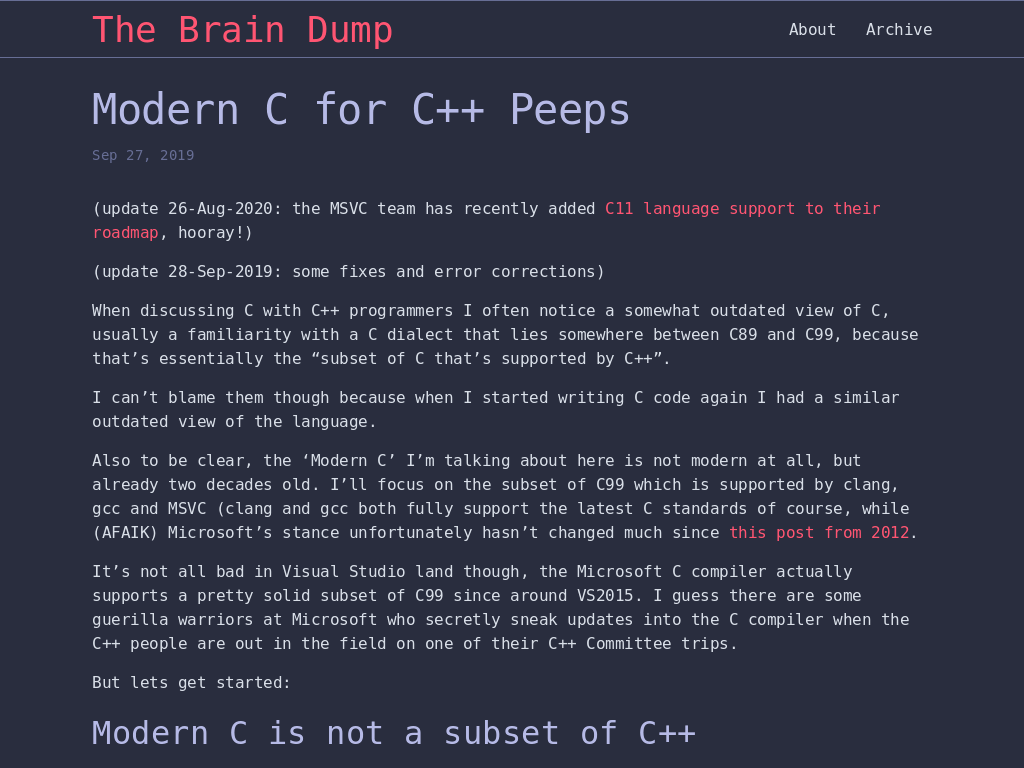 The Brain Dump
About
Archive
Modern C for C++ Peeps
Sep 27, 2019
(update 26-Aug-2020: the MSVC team has recently added C11 language support to their
roadmap, hooray!)
(update 28-Sep-2019: some fixes and error corrections)
When discussing C with C++ programmers I often notice a somewhat outdated view of C,
usually a familiarity with a C dialect that lies somewhere between C89 and C99, because
that’s essentially the “subset of C that’s supported by C++”.
I can’t blame them though because when I started writing C code again I had a similar
outdated view of the language.
Also to be clear, the ‘Modern C’ I’m talking about here is not modern at all, but
already two decades old. I’ll focus on the subset of C99 which is supported by clang,
gcc and MSVC (clang and gcc both fully support the latest C standards of course, while
(AFAIK) Microsoft’s stance unfortunately hasn’t changed much since this post from 2012.
It’s not all bad in Visual Studio land though, the Microsoft C compiler actually
supports a pretty solid subset of C99 since around VS2015. I guess there are some
guerilla warriors at Microsoft who secretly sneak updates into the C compiler when the
C++ people are out in the field on one of their C++ Committee trips.
But lets get started:
Modern C is not a subset of C++